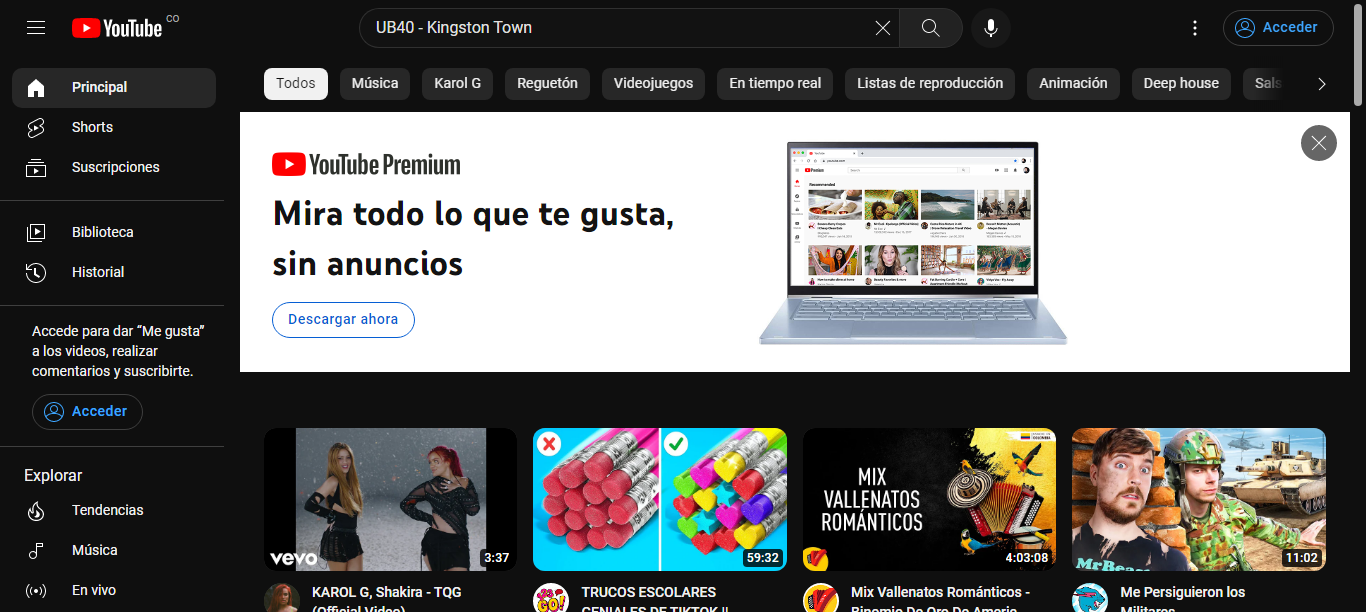 YouTube CO
UB40 - Kingston Town
Acceder
Principal
Shorts
Suscripciones
Biblioteca
Historial
Accede para dar “Me gusta”
a los videos, realizar
comentarios y suscribirte.
Acceder
Explorar
Tendencias
Música
En vivo
Todos
Música
Karol G
Reguetón
Videojuegos
En tiempo real
Listas de reproducción
Animación
Deep house
Sals
YouTube Premium
Mira todo lo que te gusta,
sin anuncios
Descargar ahora
Premium
Recommended
vevo
3:37
KAROL G, Shakira - TQG
(Official Video)
59:32
TRUCOS ESCOLARES
GENIALES DE TIKTOK ||
MIX
VALLENATOS
ROMÁNTICOS
4:03:08
Mix Vallenatos Románticos -
Binomio De Oro De Americ
MrBeas
11:02
Me Persiguieron los
Militares